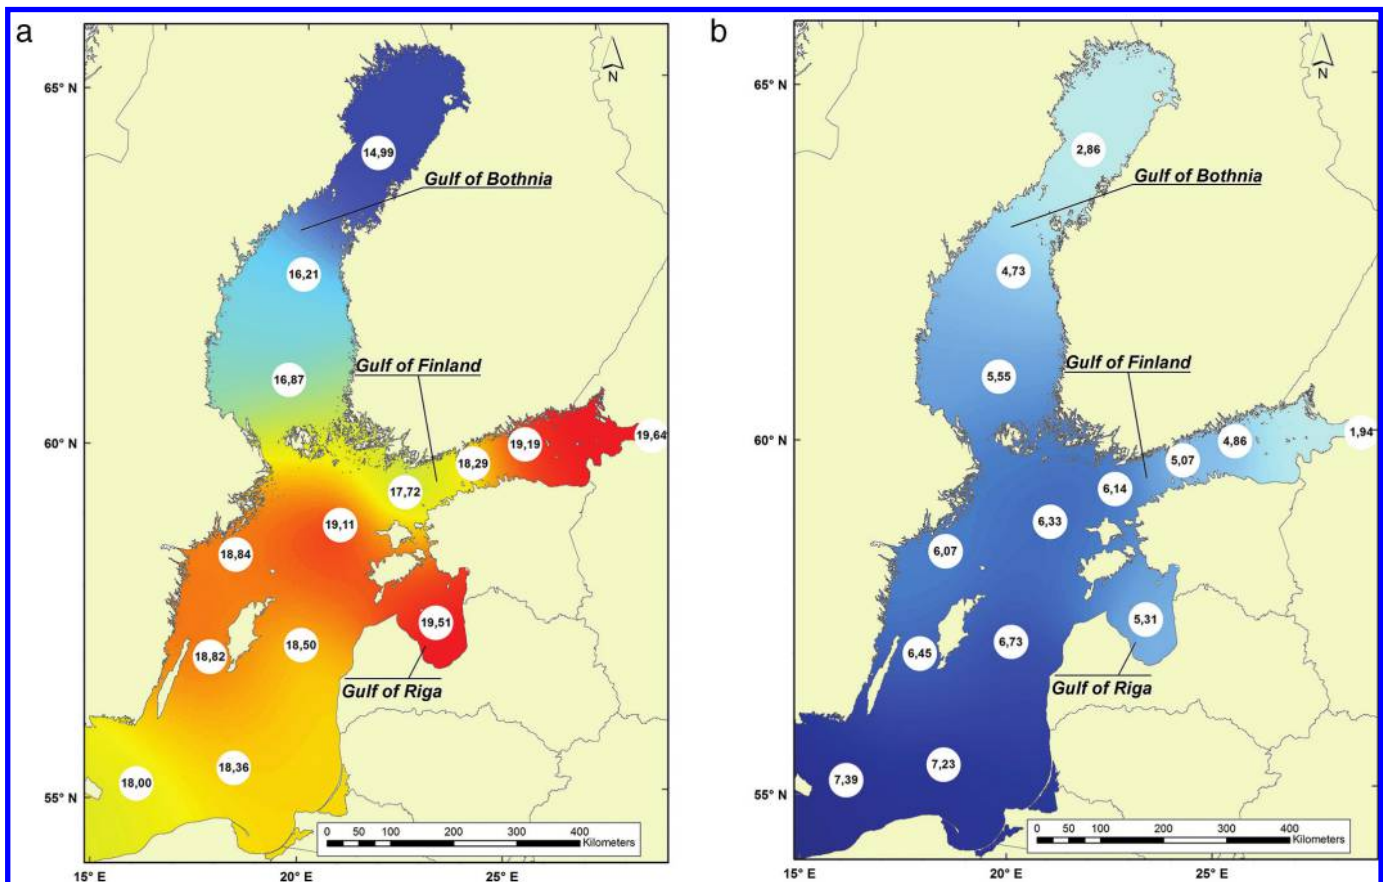 a
N
65° N
14,99
Gulf of Bothnia
16,21
Gulf of Finland
16,87
60° N
19,64
19,19
18,29
17,72
19,11
18,84
19,51
18,50
18,82
Gulf of Riga
18,36
18,00
55° N
0 50 100 200 300 400
Kilometers
15° E 20° E 25° E
b
N
65° N
2,86
Gulf of Bothnia
4,73
Gulf of Finland
5,55
60° N
1,94
4,86
5,07
6,14
6,33
6,07
5,31
6,73
6,45
Gulf of Riga
7,23
7,39
55° N
0 50 100 200 300 400
Kilometers
15° E 20° E 25° E